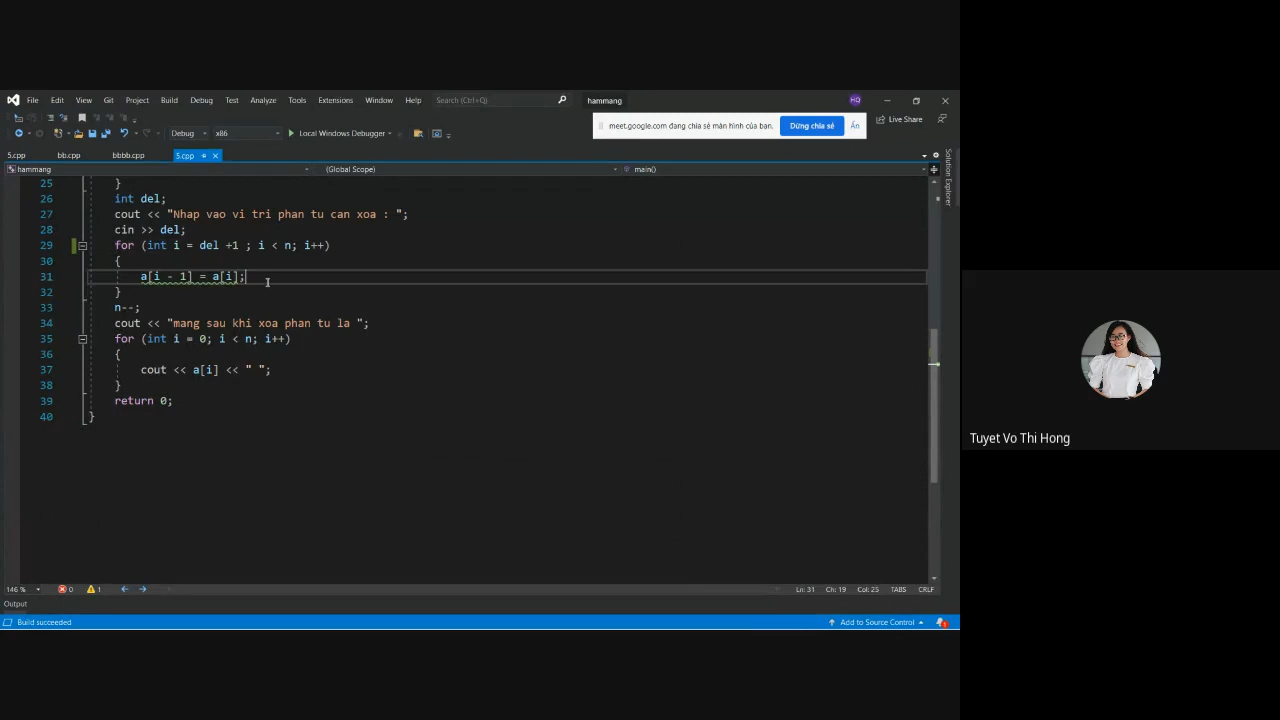 File Edit View Git Project Build Debug Test Analyze Tools Extensions Window Help Search (Ctrl+Q) hammang HQ
meet.google.com đang chia sẻ màn hình của bạn. Dừng chia sẻ Ẩn
Live Share
Debug x86 Local Windows Debugger
5.cpp bb.cpp bbbb.cpp 5.cpp
hammang (Global Scope) main()
Solution Explorer
25 }
26 int del;
27 cout << "Nhap vao vi tri phan tu can xoa : ";
28 cin >> del;
29 for (int i = del +1 ; i < n; i++)
30 {
31 a[i - 1] = a[i];
32 }
33 n--;
34 cout << "mang sau khi xoa phan tu la ";
35 for (int i = 0; i < n; i++)
36 {
37 cout << a[i] << " ";
38 }
39 return 0;
40 }
146 % 0 1 Ln: 31 Ch: 19 Col: 25 TABS CRLF
Output
Build succeeded Add to Source Control 1
Tuyet Vo Thi Hong